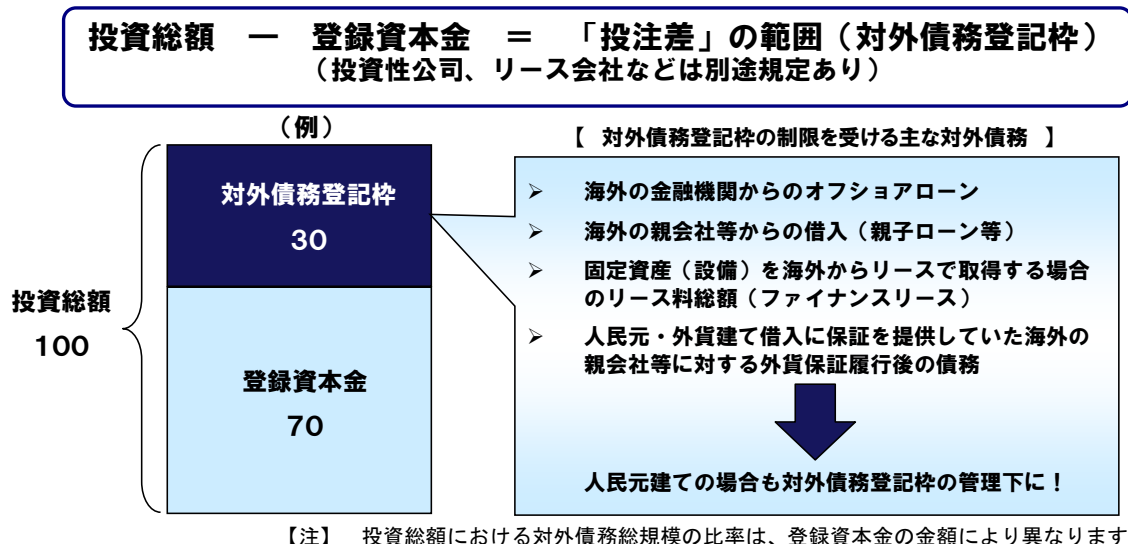 投資総額 － 登録資本金 ＝ 「投注差」の範囲（対外債務登記枠）
（投資性公司、リース会社などは別途規定あり）
（例）
【 対外債務登記枠の制限を受ける主な対外債務 】
投資総額
100
対外債務登記枠
30
登録資本金
70
➢ 海外の金融機関からのオフショアローン
➢ 海外の親会社等からの借入（親子ローン等）
➢ 固定資産（設備）を海外からリースで取得する場合
のリース料総額（ファイナンスリース）
➢ 人民元・外貨建て借入に保証を提供していた海外の
親会社等に対する外貨保証履行後の債務
人民元建ての場合も対外債務登記枠の管理下に！
【注】 投資総額における対外債務総規模の比率は、登録資本金の金額により異なります